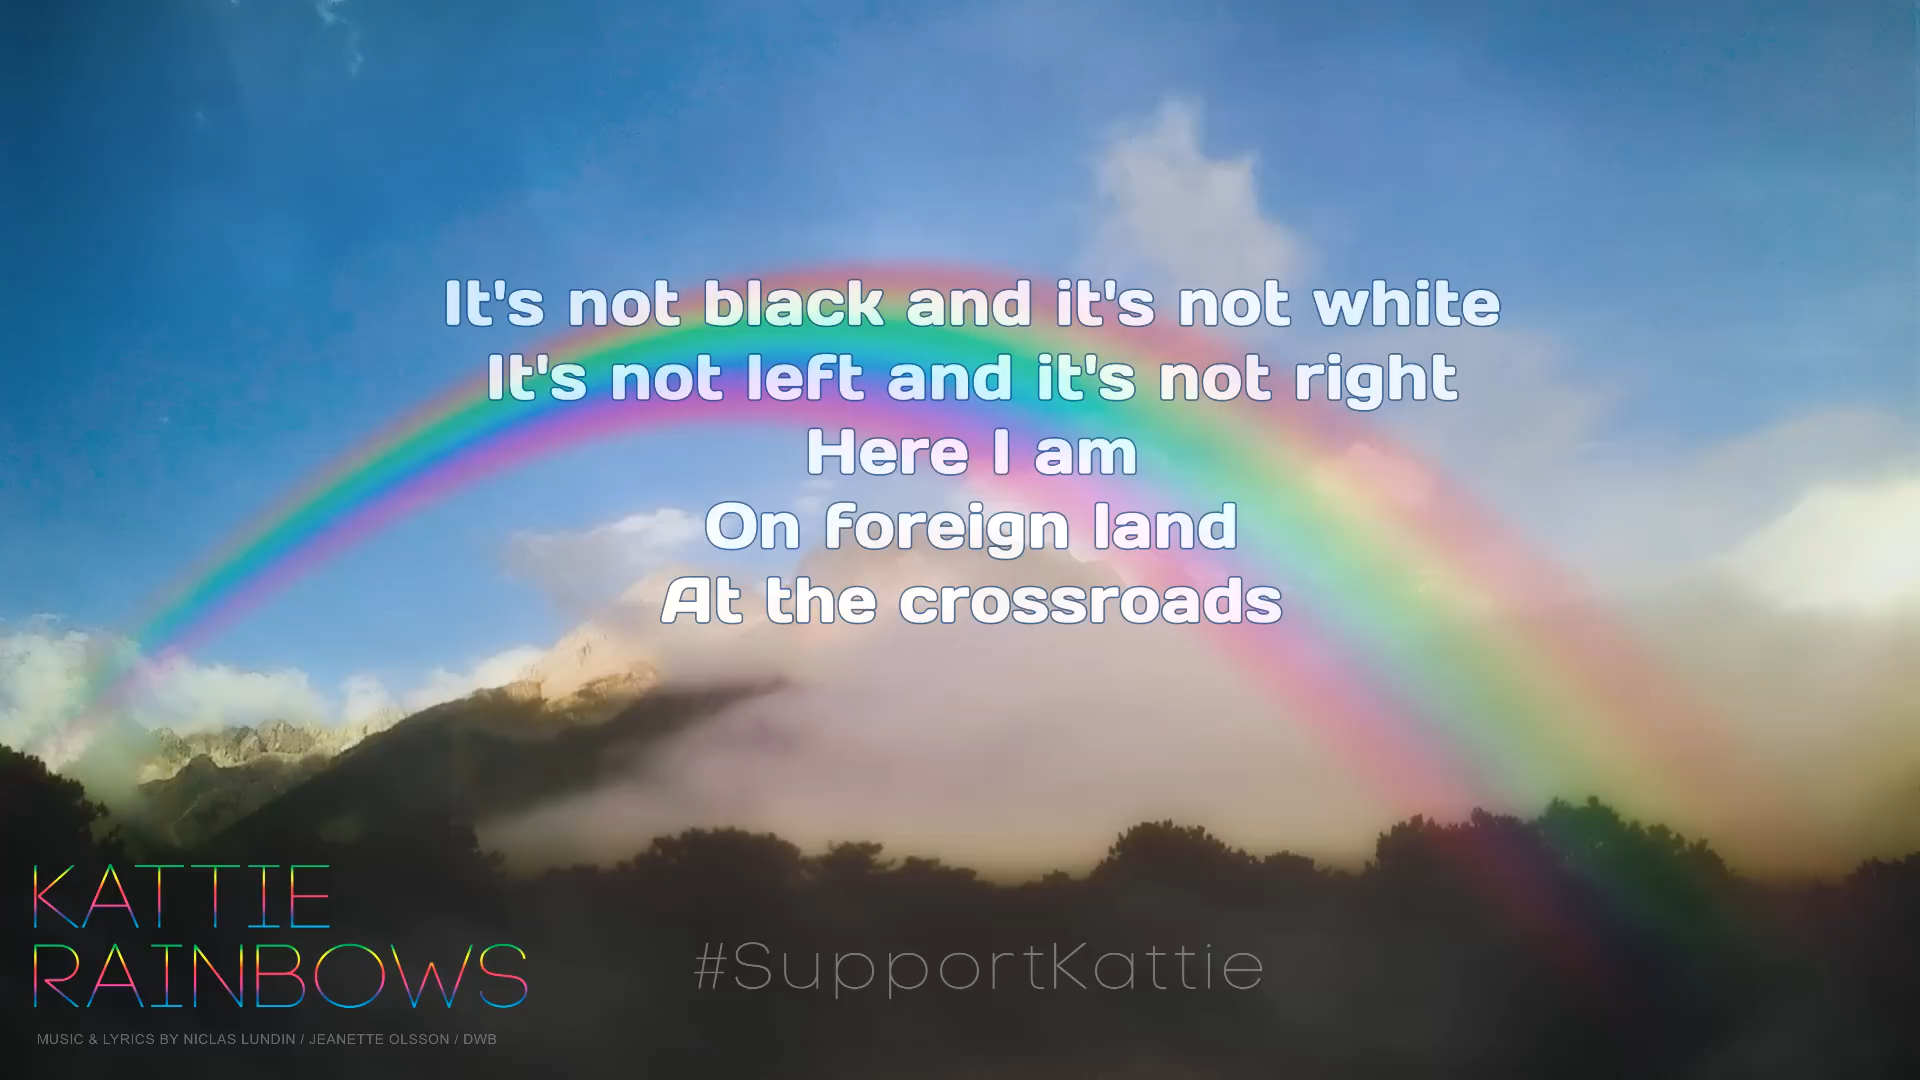 It's not black and it's not white
It's not left and it's not right
Here I am
On foreign land
At the crossroads
KATTIE
RAINBOWS
#SupportKattie
MUSIC & LYRICS BY NICLAS LUNDIN / JEANETTE OLSSON / DWB